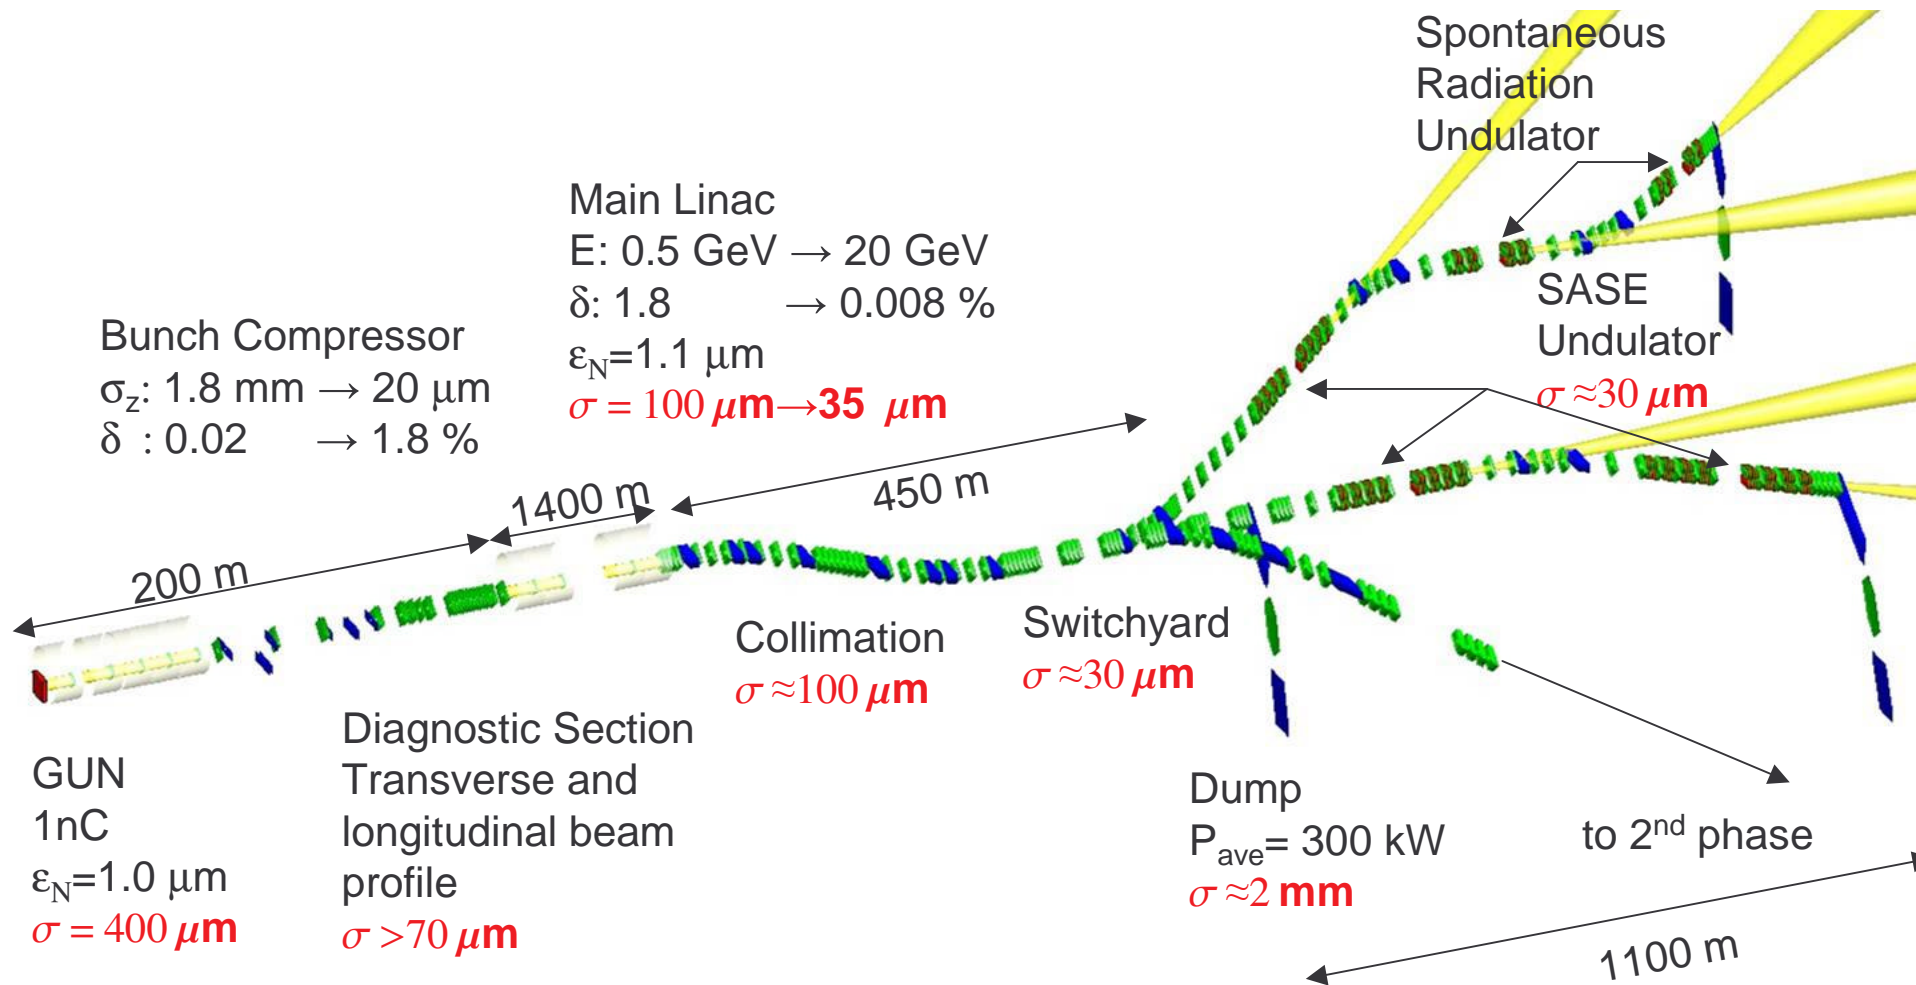 Spontaneous
Radiation
Undulator
Main Linac
E: 0.5 GeV → 20 GeV
δ: 1.8 → 0.008 %
εN=1.1 μm
σ = 100 μm→35 μm
Bunch Compressor
σz: 1.8 mm → 20 μm
δ : 0.02 → 1.8 %
SASE
Undulator
σ ≈30 μm
200 m
1400 m
450 m
Collimation
σ ≈100 μm
Switchyard
σ ≈30 μm
GUN
1nC
εN=1.0 μm
σ = 400 μm
Diagnostic Section
Transverse and
longitudinal beam
profile
σ >70 μm
Dump
Pave= 300 kW
σ ≈2 mm
to 2nd phase
1100 m